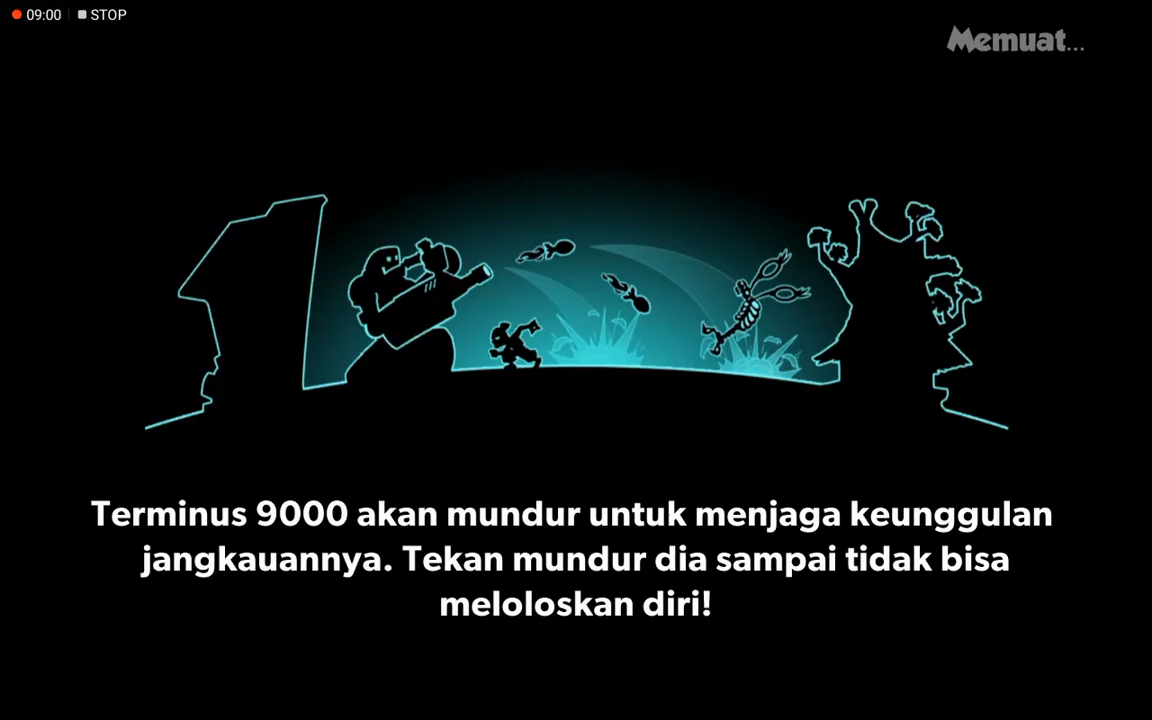 09:00 STOP
Memuat...
Terminus 9000 akan mundur untuk menjaga keunggulan
jangkauannya. Tekan mundur dia sampai tidak bisa
meloloskan diri!